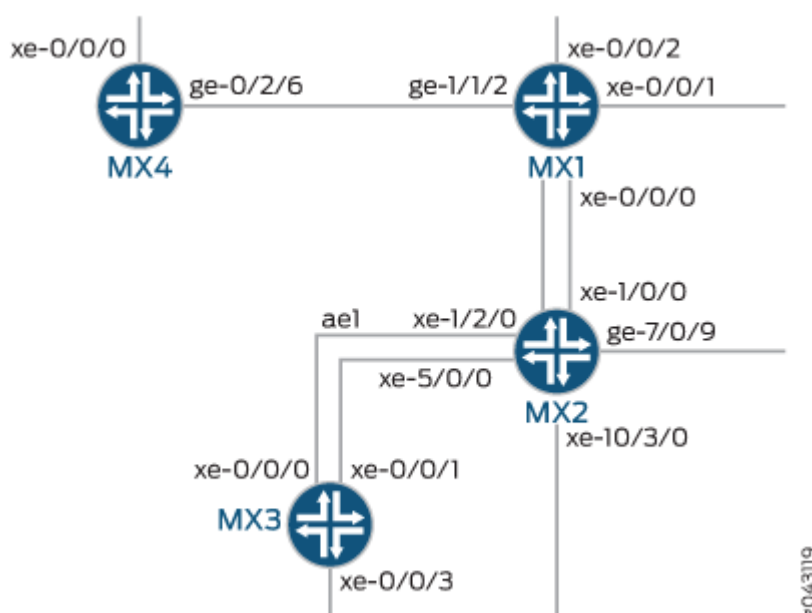 xe-0/0/0
xe-0/0/2
ge-0/2/6
ge-1/1/2
xe-0/0/1
MX4
MX1
xe-0/0/0
xe-1/0/0
ae1
xe-1/2/0
ge-7/0/9
xe-5/0/0
MX2
xe-10/3/0
xe-0/0/0
xe-0/0/1
MX3
xe-0/0/3
g043119